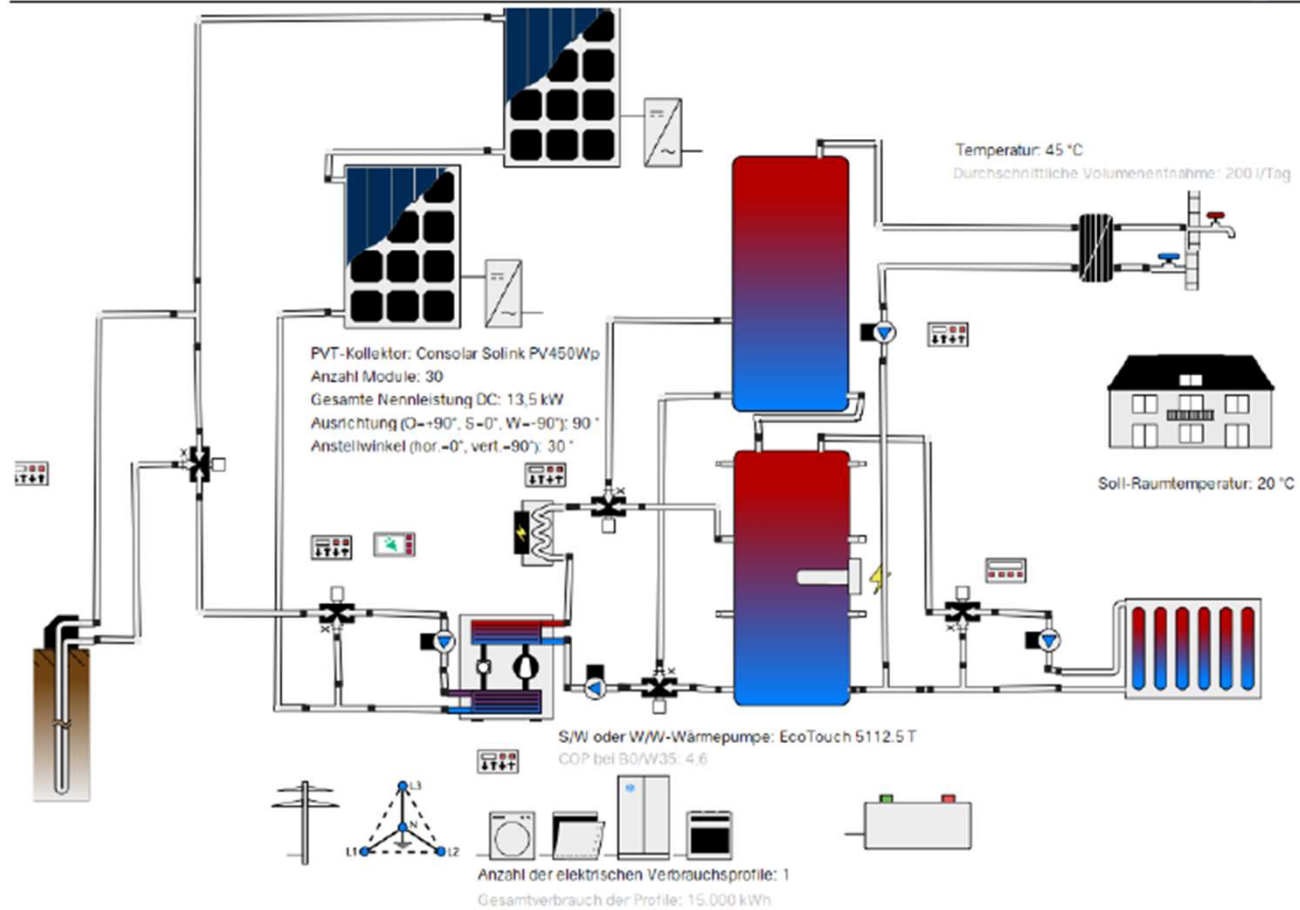 Temperatur: 45 °C
Durchschnittliche Volumenentnahme: 200 l/Tag
PVT-Kollektor: Consolar Solink PV450Wp
Anzahl Module: 30
Gesamte Nennleistung DC: 13,5 kW
Ausrichtung (O=+90°, S=0°, W=-90°): 90 °
Anstellwinkel (hor.=0°, vert.=90°): 30 °
Soll-Raumtemperatur: 20 °C
S/W oder W/W-Wärmepumpe: EcoTouch 5112.5 T
COP bei B0/W35: 4,6
L3
N
L1
L2
Anzahl der elektrischen Verbrauchsprofile: 1
Gesamtverbrauch der Profile: 15.000 kWh